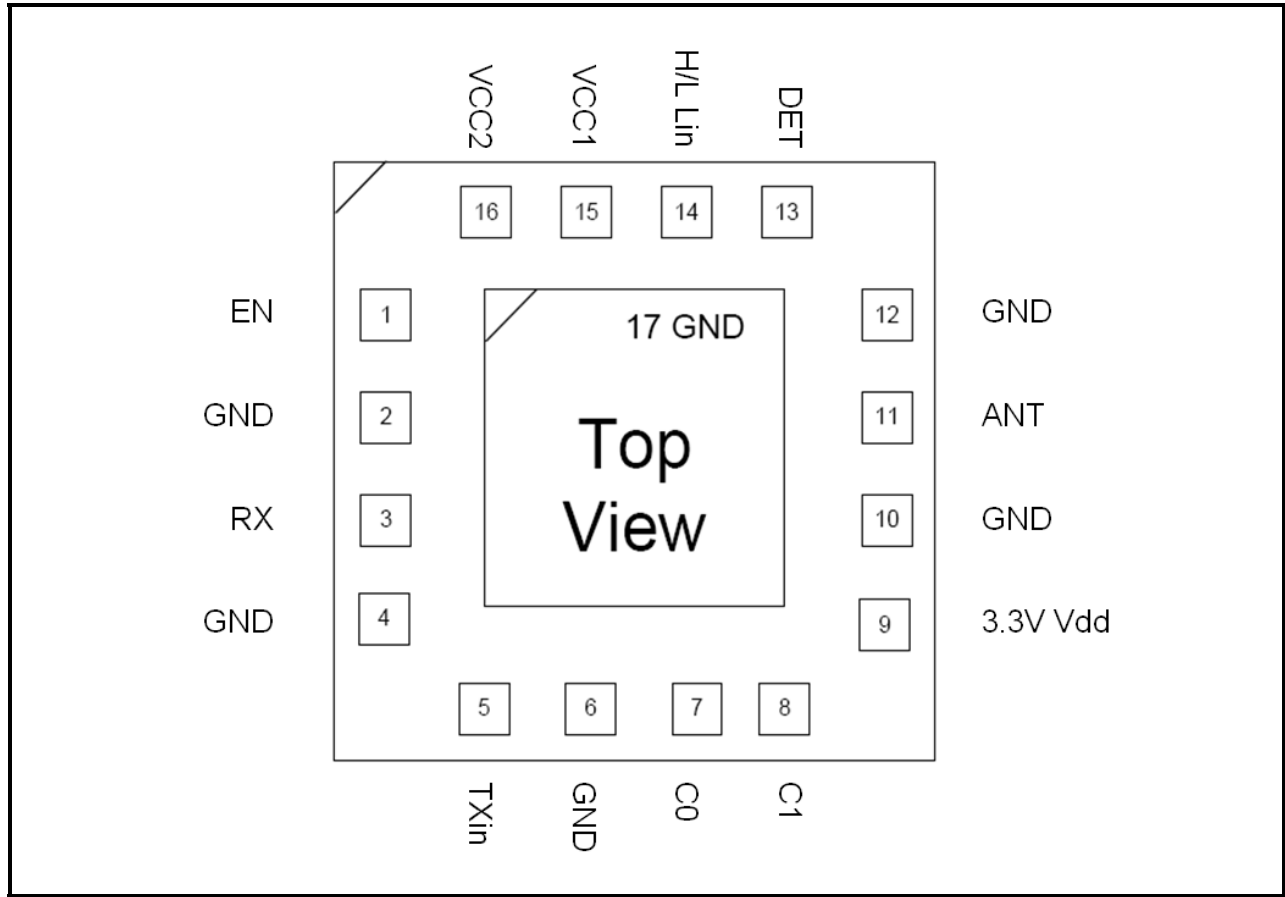 VCC2
VCC1
H/L Lin
DET
16
15
14
13
EN
1
17 GND
12
GND
GND
2
Top
11
ANT
RX
3
View
10
GND
GND
4
9
3.3V Vdd
5
6
7
8
TXin
GND
C0
C1